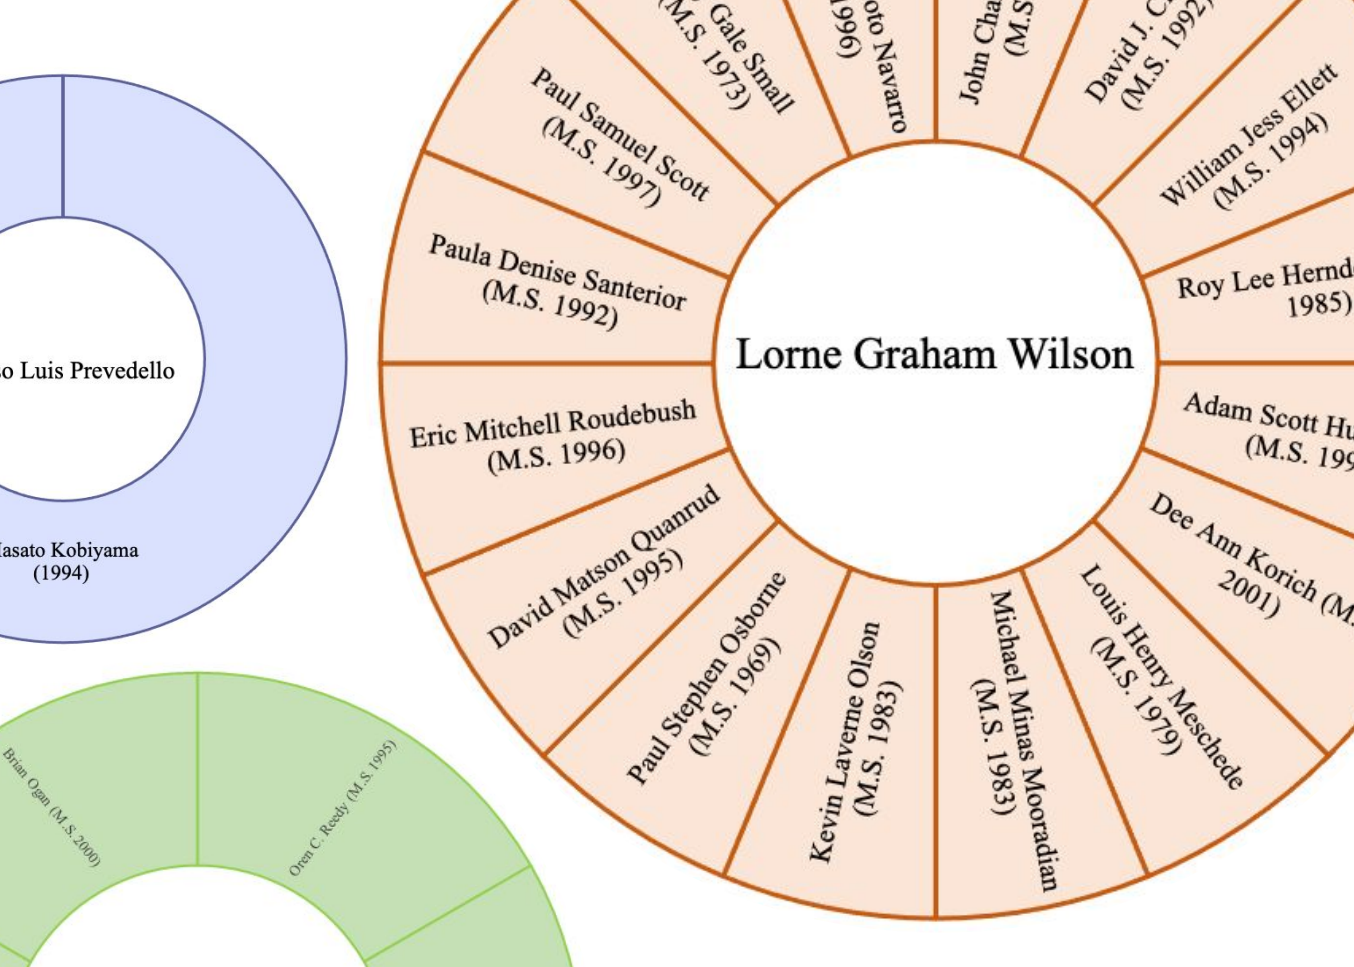 Gale Small
(M.S. 1973)
Navarro
1996)
John
(M.S.
David J.
(M.S. 1992)
William Jess Ellett
(M.S. 1994)
Roy Lee
1985)
Adam Scott
(M.S.
Dee Ann Korich
2001)
Louis Henry Meschede
(M.S. 1979)
Michael Minas Mooradian
(M.S. 1983)
Kevin Laverne Olson
(M.S. 1983)
Paul Stephen Osborne
(M.S. 1969)
David Matson Quanrud
(M.S. 1995)
Eric Mitchell Roudebush
(M.S. 1996)
Paula Denise Santerior
(M.S. 1992)
Paul Samuel Scott
(M.S. 1997)
Lorne Graham Wilson
Luis Prevedello
Kobiyama
(1994)
Brian Ogan (M.S. 2000)
Oren C. Reedy (M.S. 1995)